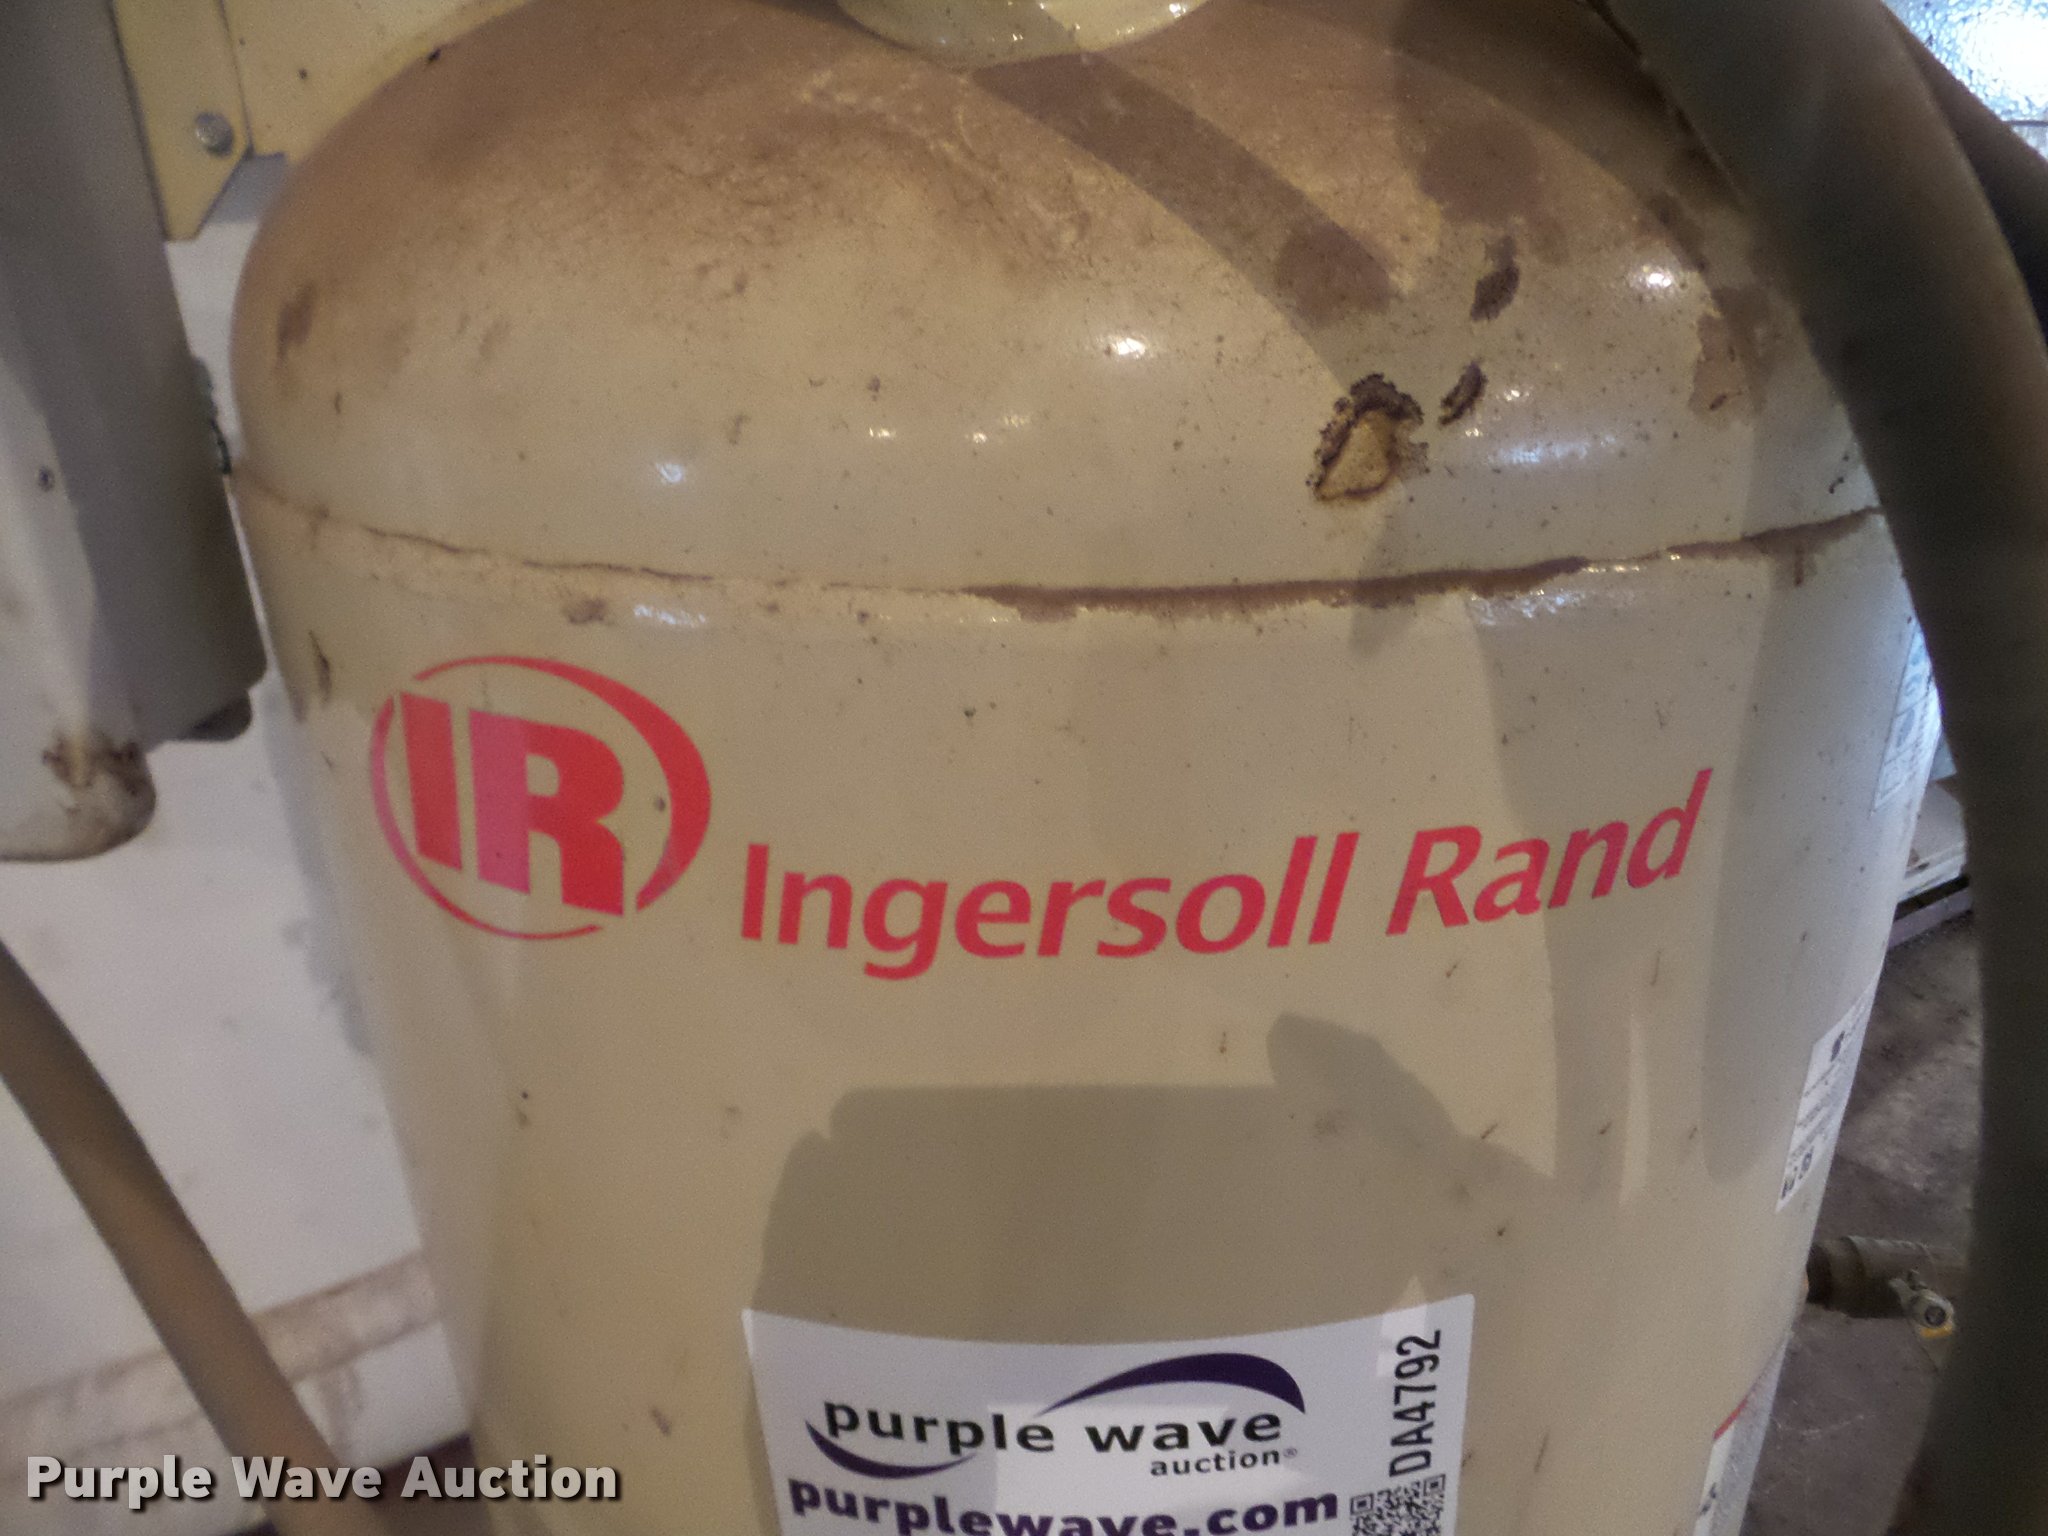 IR Ingersoll Rand
purple wave
auction®
purplewave.com
DA4792
Purple Wave Auction